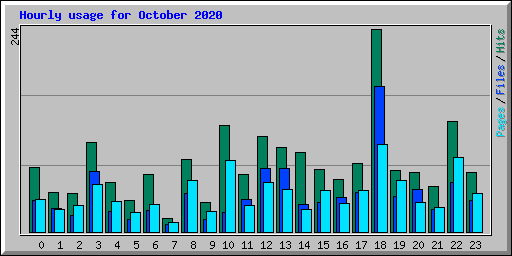 Hourly usage for October 2020
244
Pages / Files / Hits
0 1 2 3 4 5 6 7 8 9 10 11 12 13 14 15 16 17 18 19 20 21 22 23